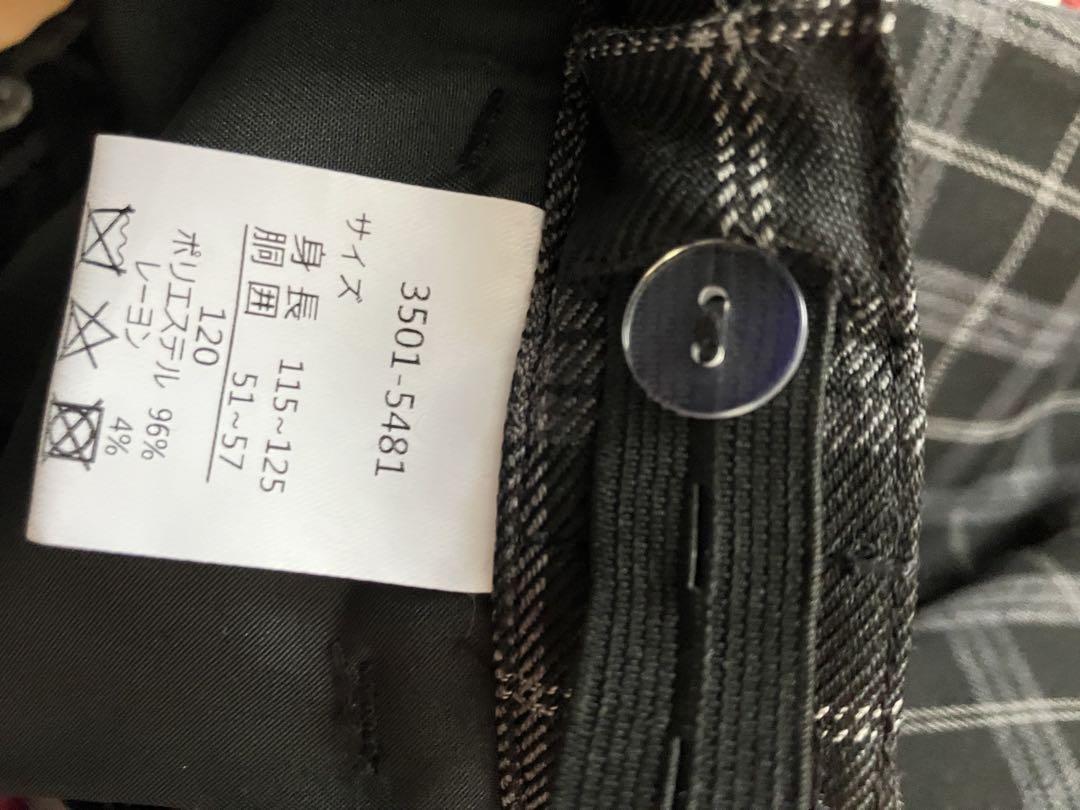 3501-5481
サイズ
身長 115~125
胴囲 51~57
120
ポリエステル 96%
レーヨン 4%